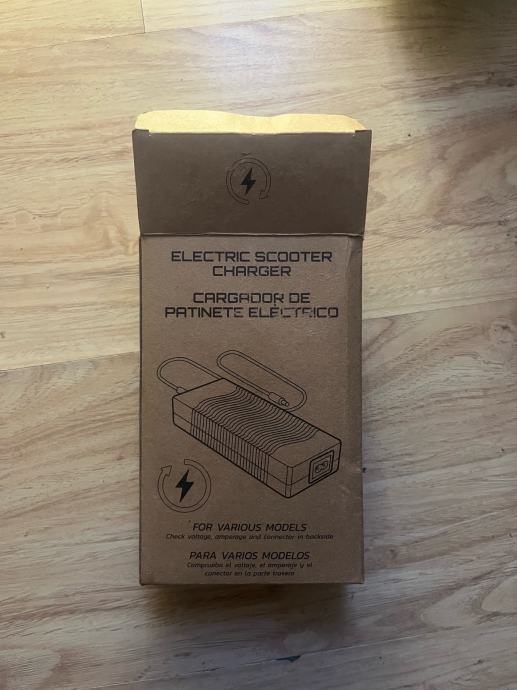 ELECTRIC SCOOTER
CHARGER
CARGADOR DE
PATINETE ELÉCTRICO
FOR VARIOUS MODELS
Check voltage, amperage and connector in backside
PARA VARIOS MODELOS
Comprueba el voltaje, el amperaje y el
conector en la parte trasera